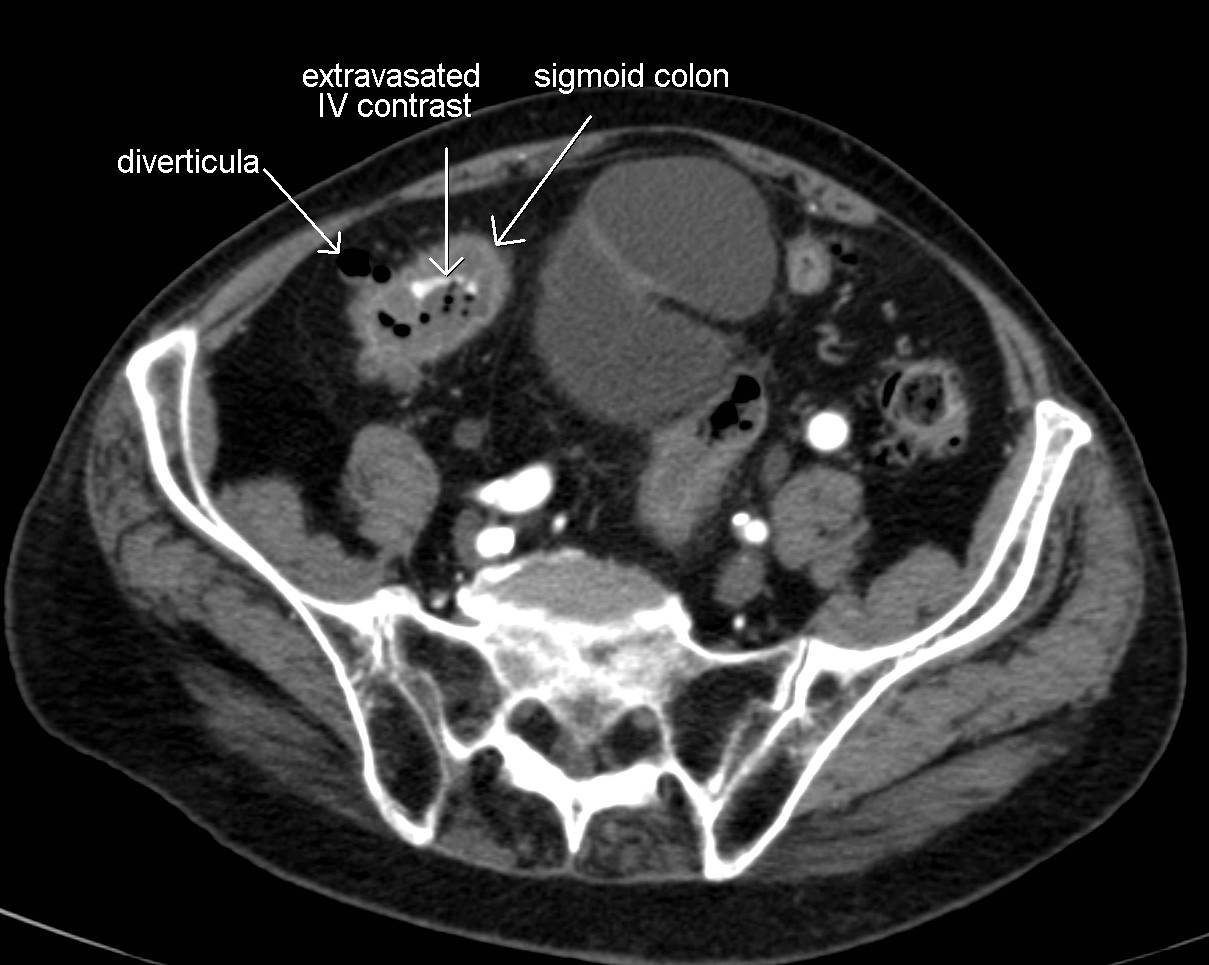 extravasated
IV contrast
sigmoid colon
diverticula